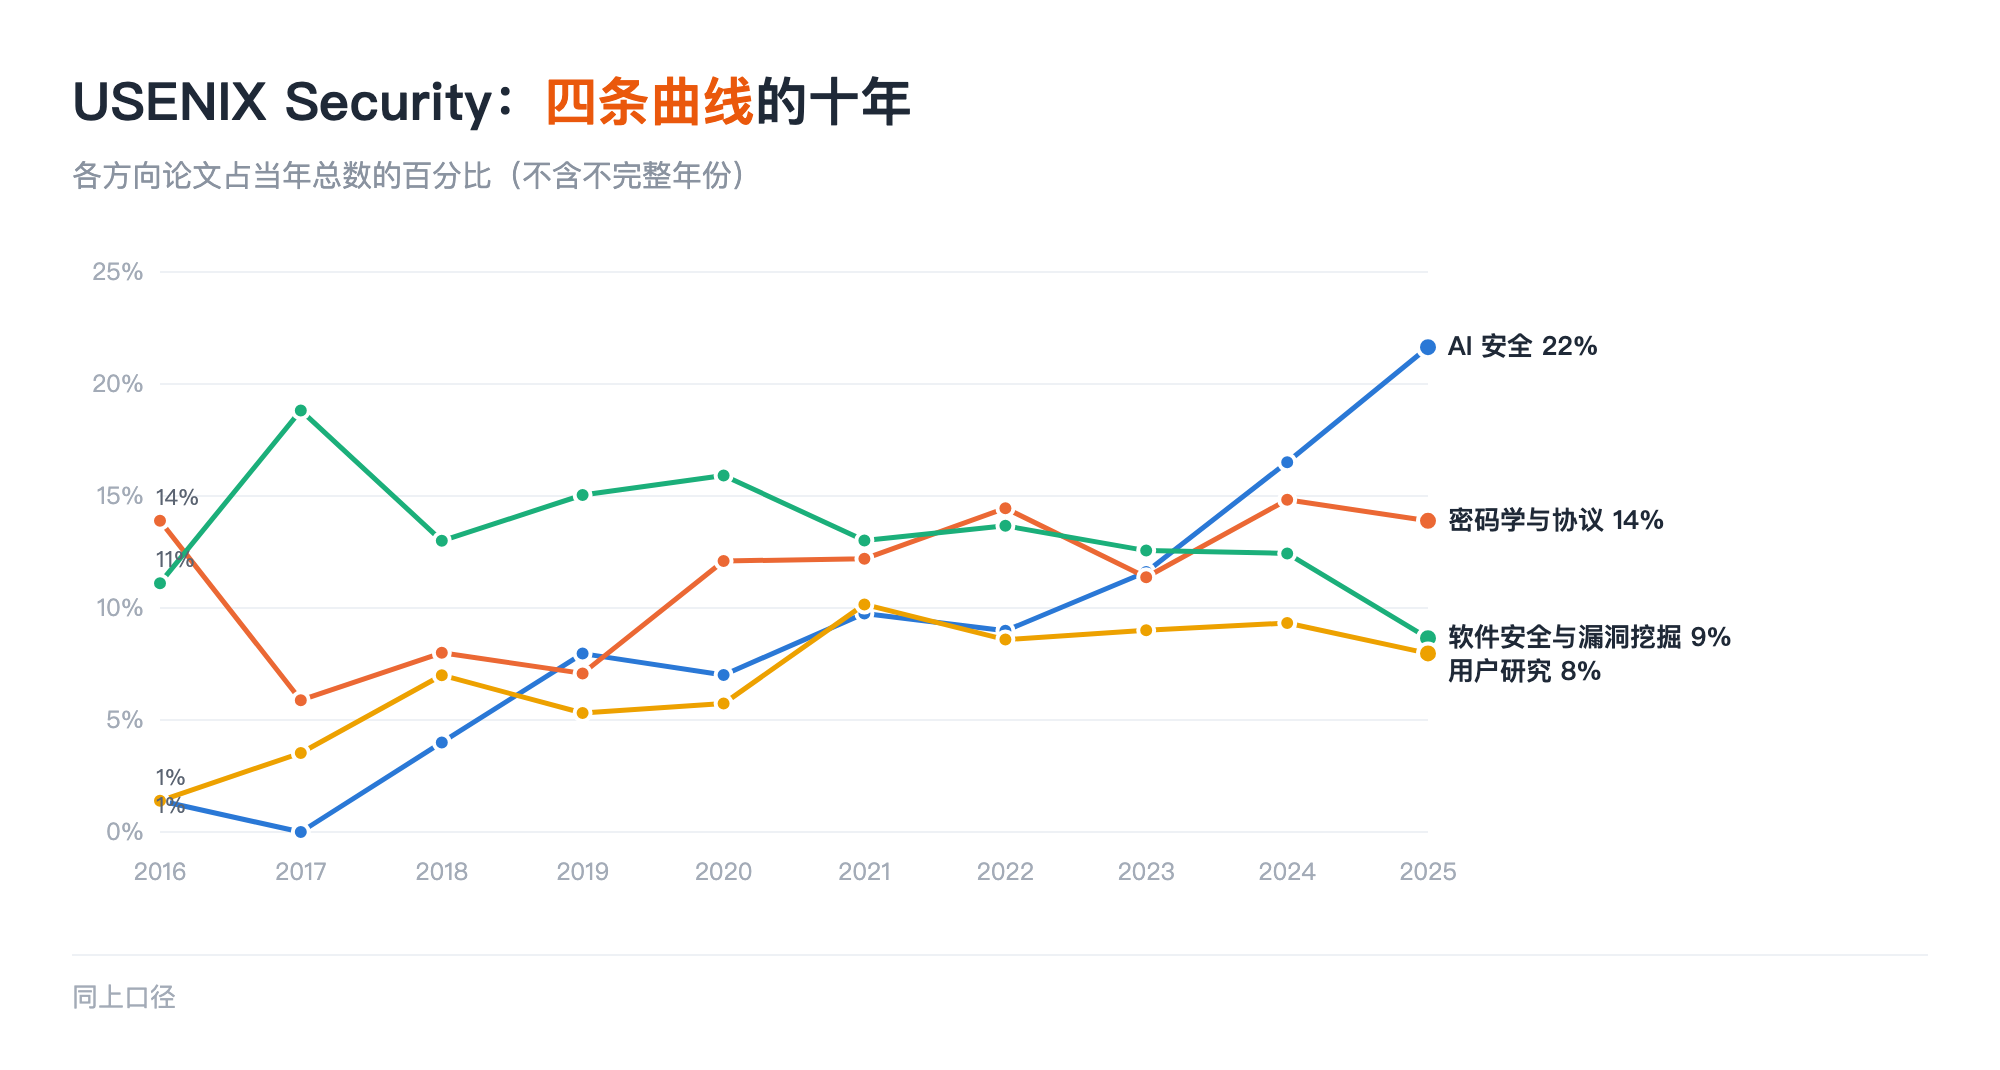 USENIX Security：四条曲线的十年
各方向论文占当年总数的百分比（不含不完整年份）
25%
AI 安全 22%
20%
15%
14%
密码学与协议 14%
11%
10%
软件安全与漏洞挖掘 9%
用户研究 8%
5%
1%
1%
0%
2016 2017 2018 2019 2020 2021 2022 2023 2024 2025
同上口径